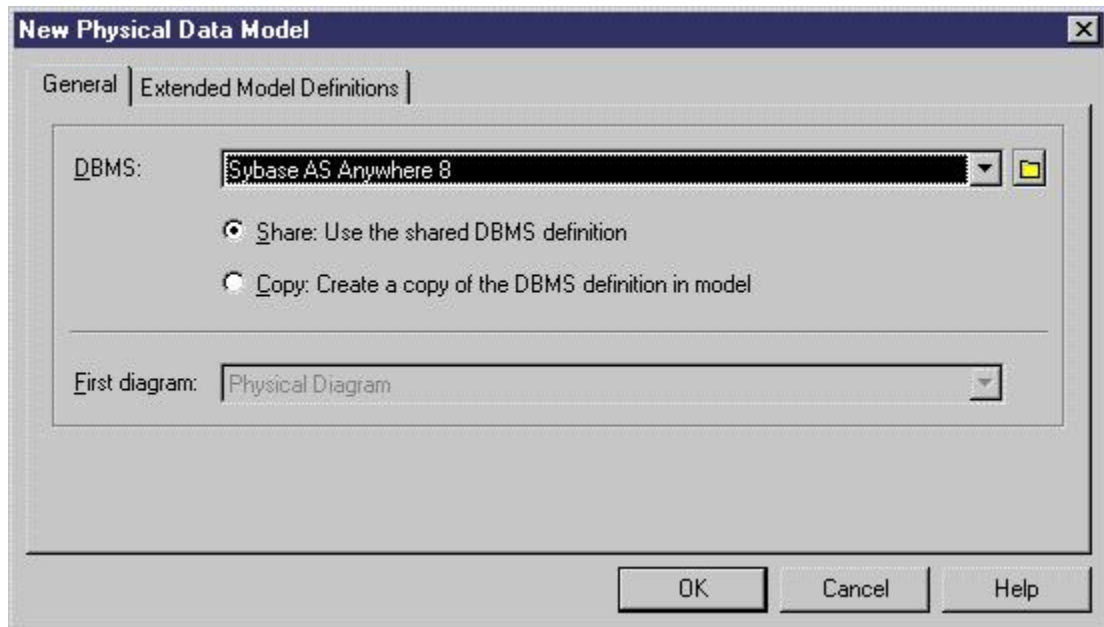 New Physical Data Model
General
Extended Model Definitions
DBMS:
Sybase AS Anywhere 8
Share: Use the shared DBMS definition
Copy: Create a copy of the DBMS definition in model
First diagram:
Physical Diagram
OK
Cancel
Help